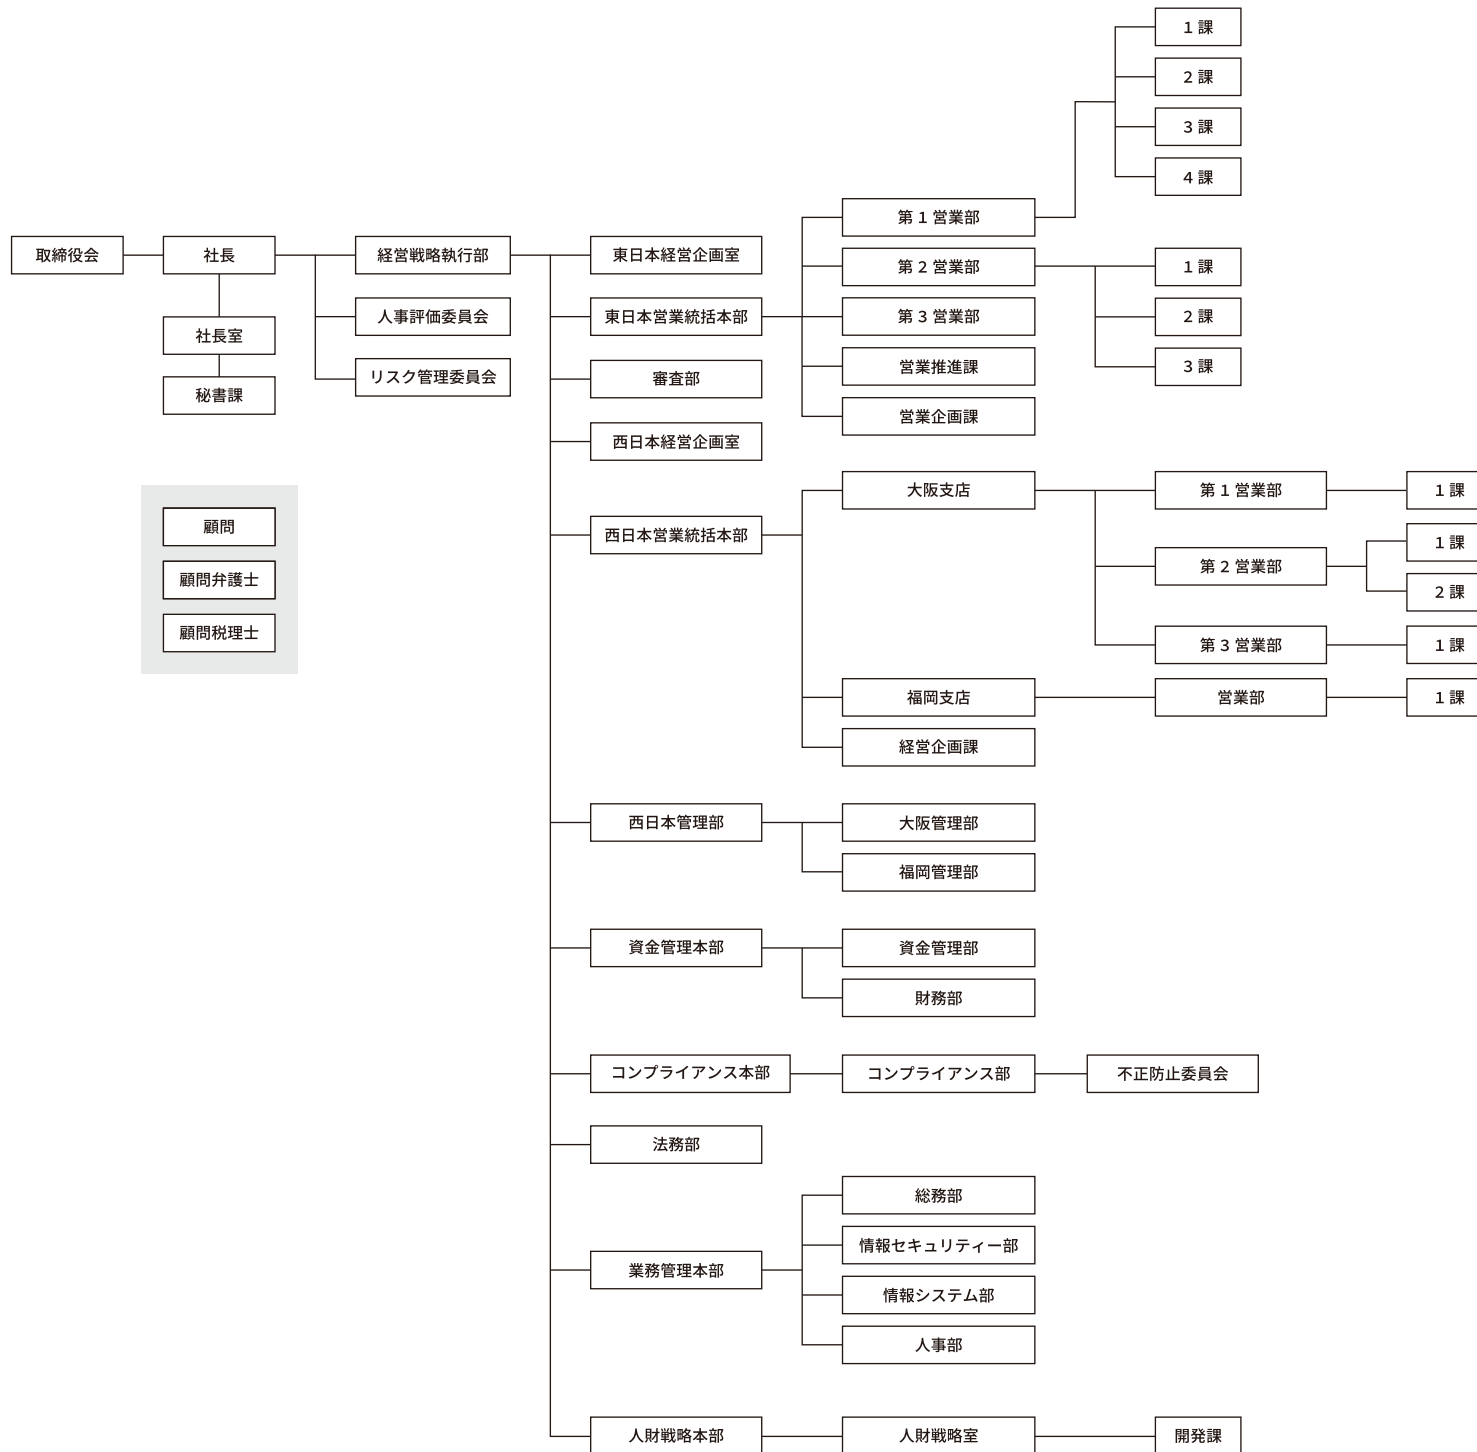 取締役会
社長
社長室
秘書課
経営戦略執行部
人事評価委員会
リスク管理委員会
顧問
顧問弁護士
顧問税理士
東日本経営企画室
東日本営業統括本部
第 1 営業部
1 課
2 課
3 課
4 課
第 2 営業部
1 課
2 課
3 課
第 3 営業部
営業推進課
営業企画課
審査部
西日本経営企画室
西日本営業統括本部
大阪支店
第 1 営業部
1 課
第 2 営業部
1 課
2 課
第 3 営業部
1 課
福岡支店
営業部
1 課
経営企画課
西日本管理部
大阪管理部
福岡管理部
資金管理本部
資金管理部
財務部
コンプライアンス本部
コンプライアンス部
不正防止委員会
法務部
業務管理本部
総務部
情報セキュリティー部
情報システム部
人事部
人財戦略本部
人財戦略室
開発課